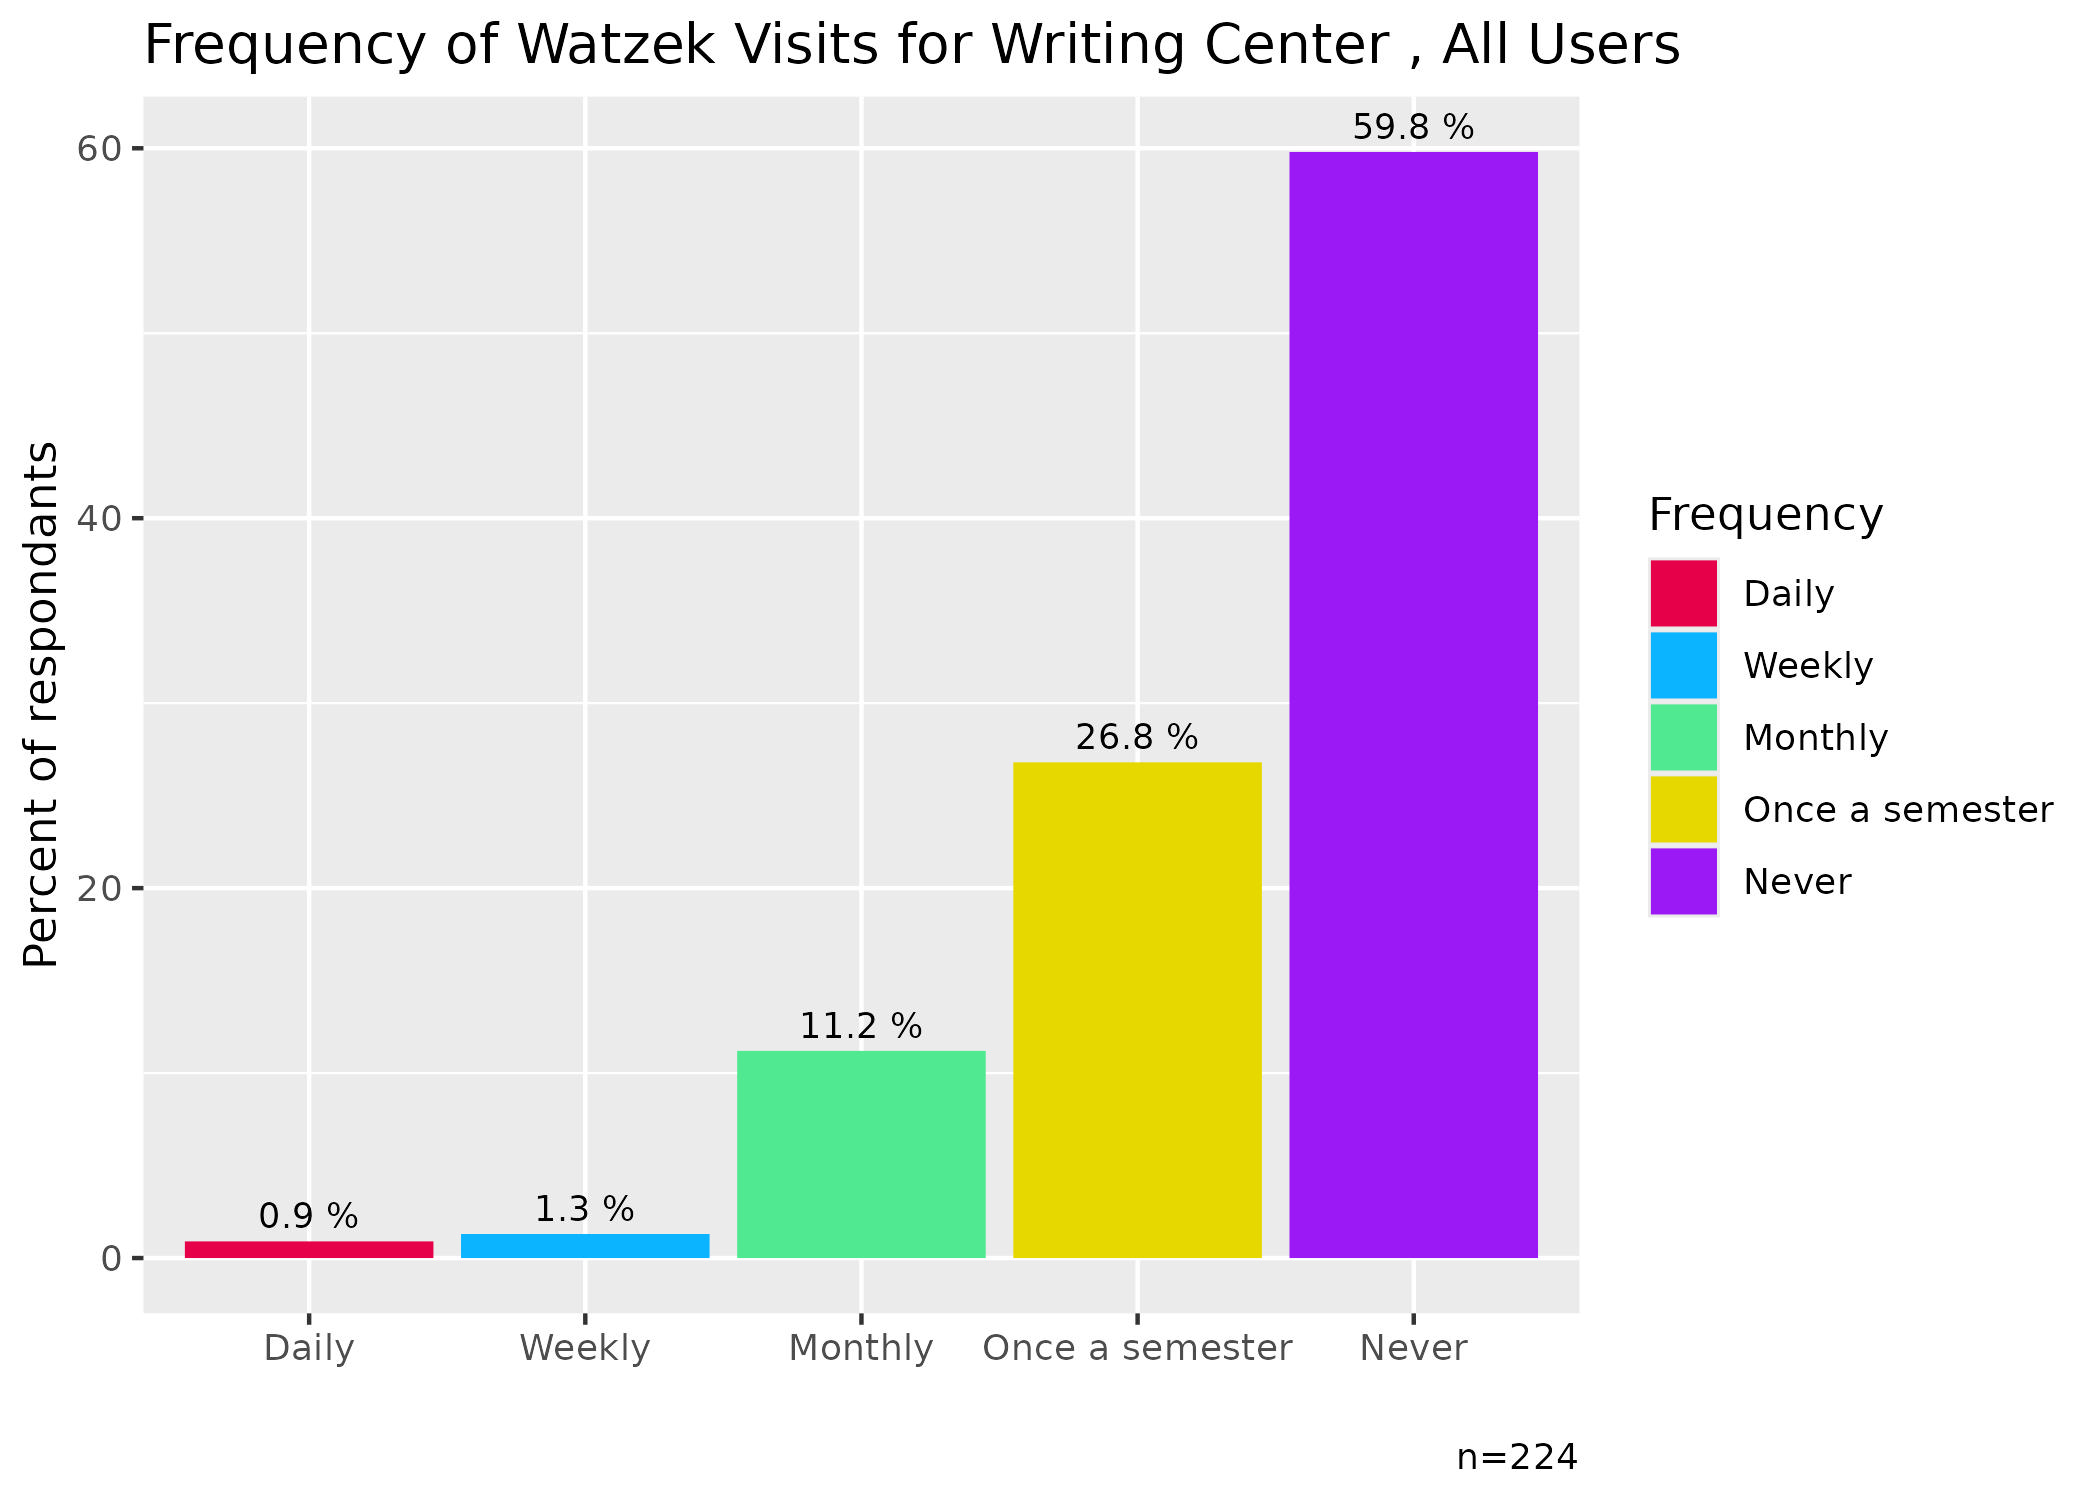 Frequency of Watzek Visits for Writing Center , All Users
Percent of respondants
60
40
20
0
59.8 %
26.8 %
11.2 %
1.3 %
0.9 %
Daily
Weekly
Monthly
Once a semester
Never
Frequency
Daily
Weekly
Monthly
Once a semester
Never
n=224